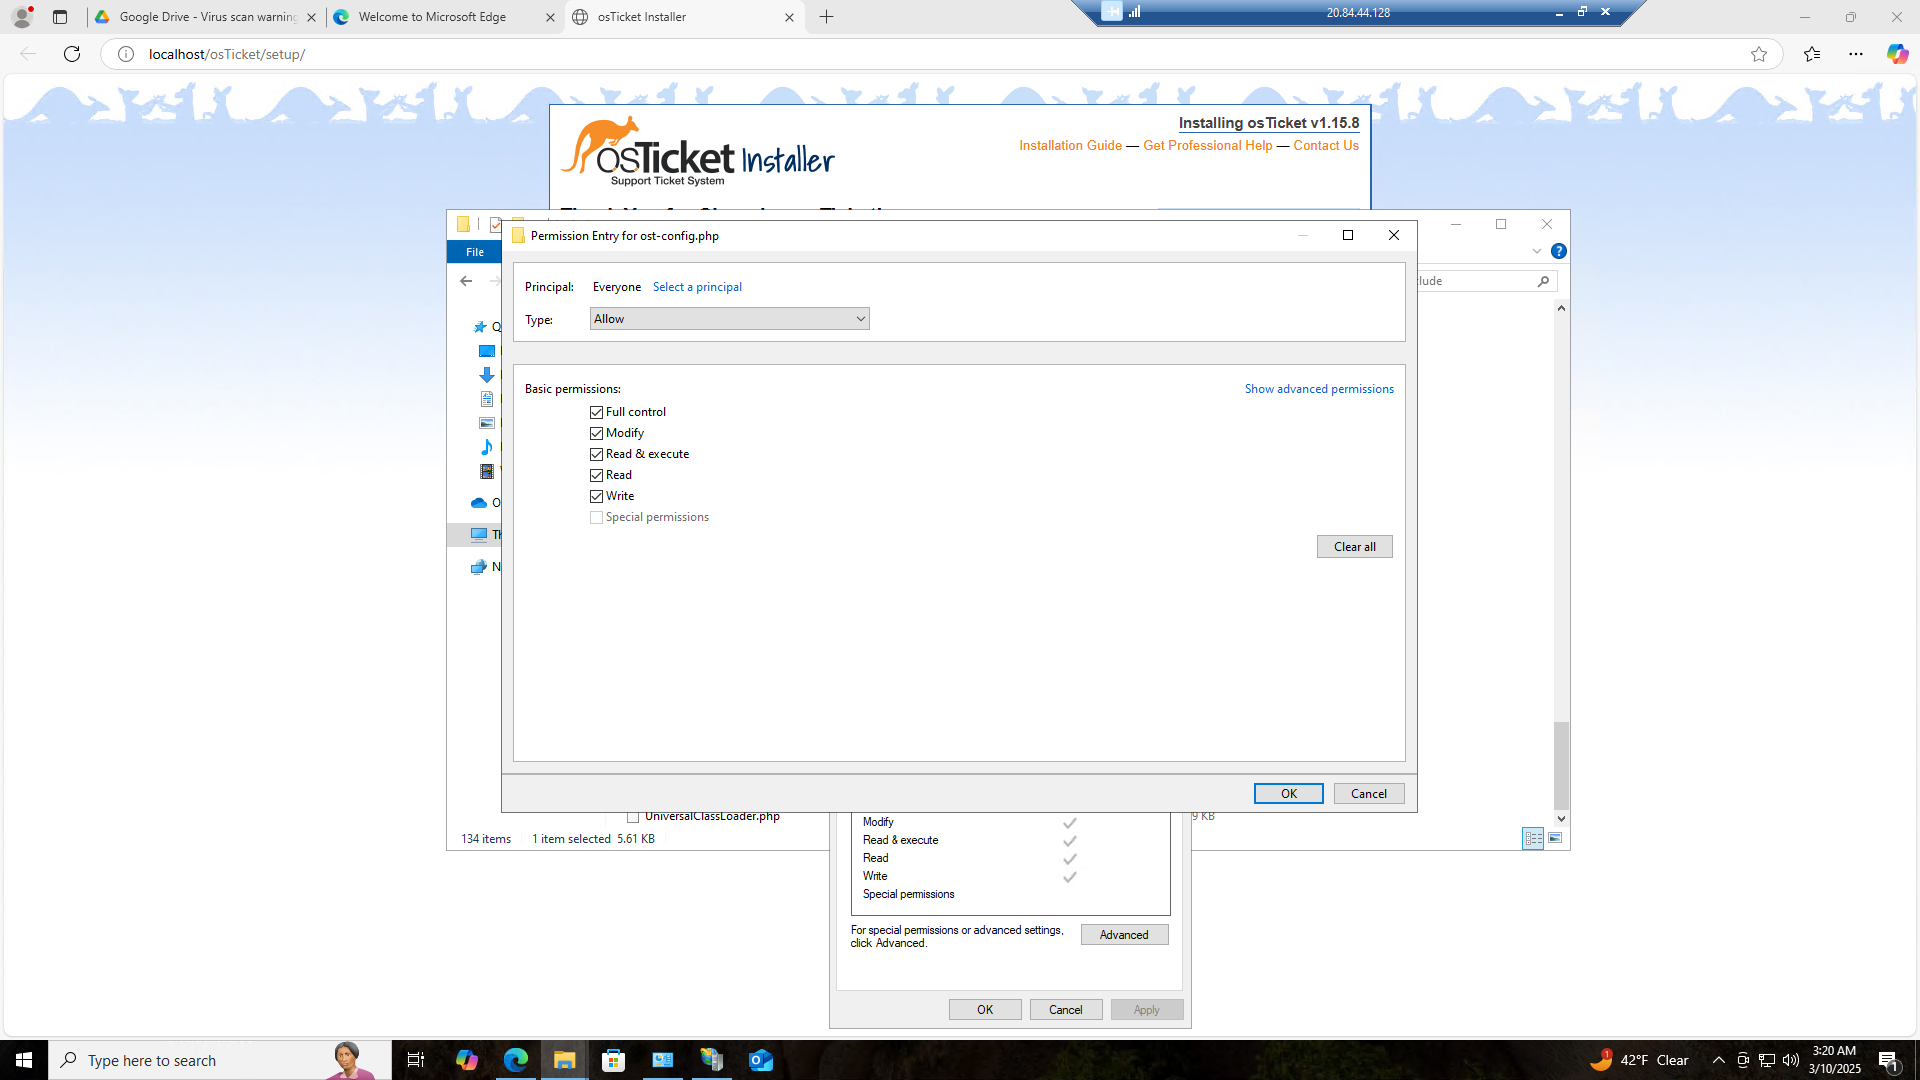 Google Drive - Virus scan warning
Welcome to Microsoft Edge
osTicket Installer
20.84.44.128
localhost/osTicket/setup/
osTicket Installer
Support Ticket System
Installing osTicket v1.15.8
Installation Guide — Get Professional Help — Contact Us
Permission Entry for ost-config.php
File
Principal: Everyone Select a principal
Type: Allow
Basic permissions:
Show advanced permissions
Full control
Modify
Read & execute
Read
Write
Special permissions
Clear all
OK
Cancel
UniversalClassLoader.php
9 KB
134 items
1 item selected 5.61 KB
Modify
Read & execute
Read
Write
Special permissions
For special permissions or advanced settings,
click Advanced.
Advanced
OK
Cancel
Apply
Type here to search
1
42°F Clear
3:20 AM
3/10/2025
1